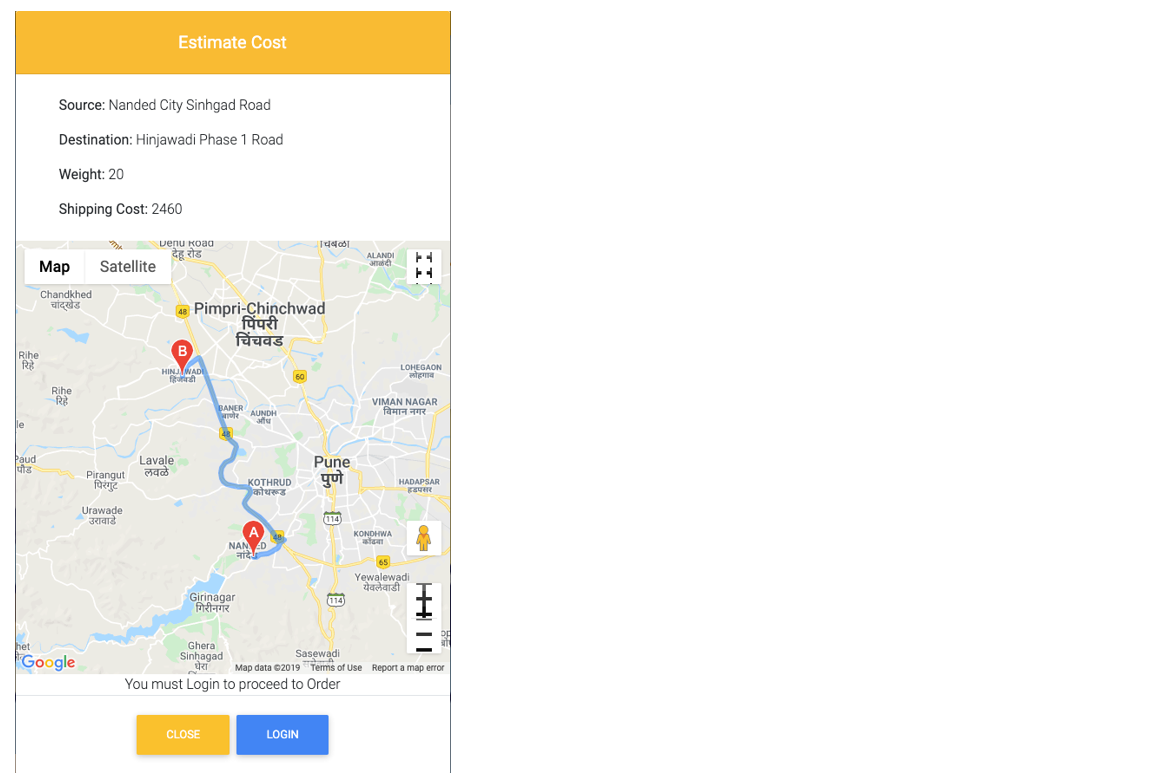 Estimate Cost
Source: Nanded City Sinhgad Road
Destination: Hinjawadi Phase 1 Road
Weight: 20
Shipping Cost: 2460
Dehu Road
देहू रोड
ALANDI
आळंदी
Map Satellite
Chandkhed
चांदखेड
48
Pimpri-Chinchwad
पिंपरी
चिंचवड
B
HINJAWADI
हिंजवडी
Rihe
रिहे
60
LOHEGAON
लोहगाव
Rihe
रिहे
VIMAN NAGAR
विमान नगर
BANER
बाणेर
AUNDH
औंध
le
48
Paud
पौड
Lavale
लवळे
Pirangut
पिरंगुट
Pune
पुणे
KOTHRUD
कोथरूड
HADAPSAR
हडपसर
Urawade
उरावडे
114
A
48
NANDED
नांदेड
KONDHWA
कोंढवा
65
Yewalewadi
येवलेवाडी
Girinagar
गिरीनगर
114
Ghera
Sinhagad
घेरा
Sasewadi
Google
Map data ©2019 Terms of Use Report a map error
You must Login to proceed to Order
CLOSE LOGIN